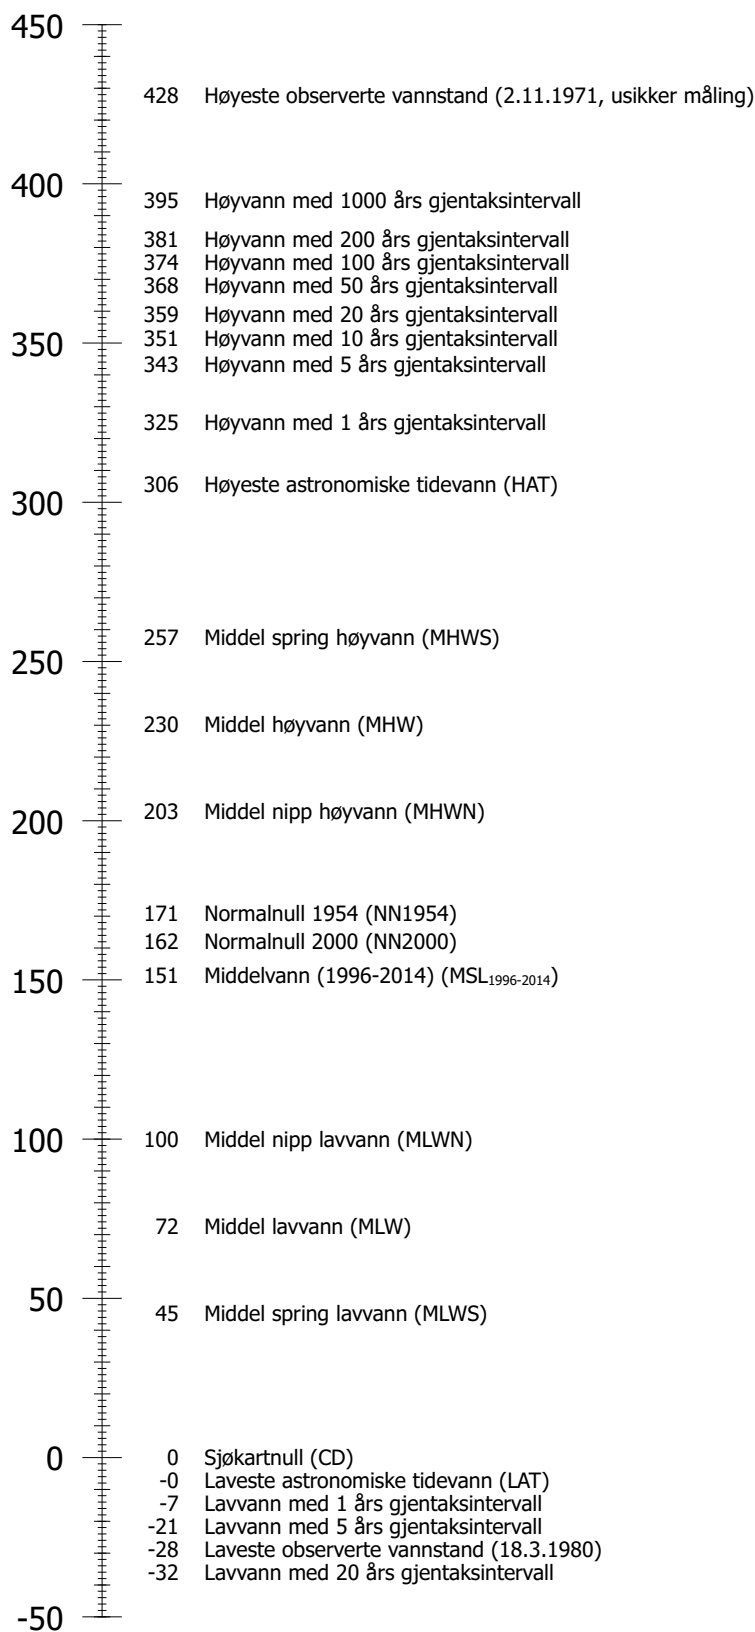 450
428 Høyeste observerte vannstand (2.11.1971, usikker måling)
400
395 Høyvann med 1000 års gjentaksintervall
381 Høyvann med 200 års gjentaksintervall
374 Høyvann med 100 års gjentaksintervall
368 Høyvann med 50 års gjentaksintervall
359 Høyvann med 20 års gjentaksintervall
351 Høyvann med 10 års gjentaksintervall
350
343 Høyvann med 5 års gjentaksintervall
325 Høyvann med 1 års gjentaksintervall
306 Høyeste astronomiske tidevann (HAT)
300
257 Middel spring høyvann (MHWS)
250
230 Middel høyvann (MHW)
203 Middel nipp høyvann (MHWN)
200
171 Normalnull 1954 (NN1954)
162 Normalnull 2000 (NN2000)
151 Middelvann (1996-2014) (MSL1996-2014)
150
100 100 Middel nipp lavvann (MLWN)
72 Middel lavvann (MLW)
50
45 Middel spring lavvann (MLWS)
0 0 Sjøkartnull (CD)
-0 Laveste astronomiske tidevann (LAT)
-7 Lavvann med 1 års gjentaksintervall
-21 Lavvann med 5 års gjentaksintervall
-28 Laveste observerte vannstand (18.3.1980)
-32 Lavvann med 20 års gjentaksintervall
-50